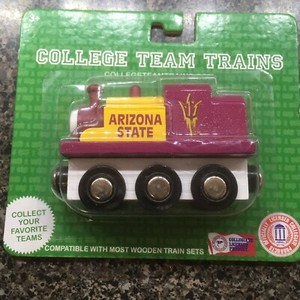 COLLEGE TEAM TRAINS
ARIZONA
STATE
COLLECT
YOUR
FAVORITE
TEAMS
COMPATIBLE WITH MOST WOODEN TRAIN SETS